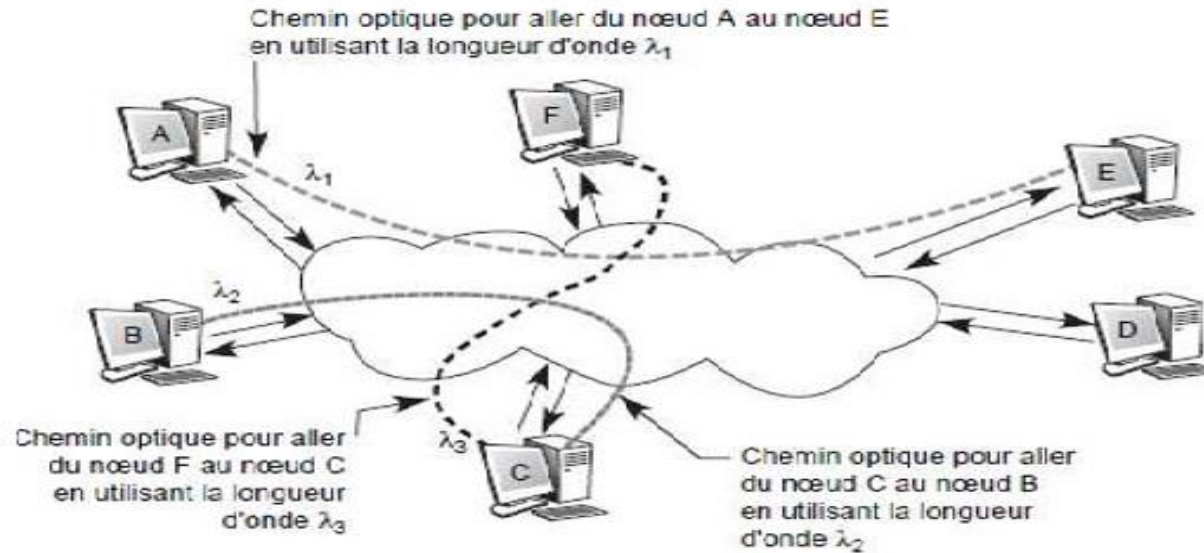 Chemin optique pour aller du nœud A au nœud E
en utilisant la longueur d'onde λ1
A
F
E
λ1
λ2
B
D
Chemin optique pour aller
du nœud F au nœud C
en utilisant la longueur
d'onde λ3
λ3
C
Chemin optique pour aller
du nœud C au nœud B
en utilisant la longueur
d'onde λ2